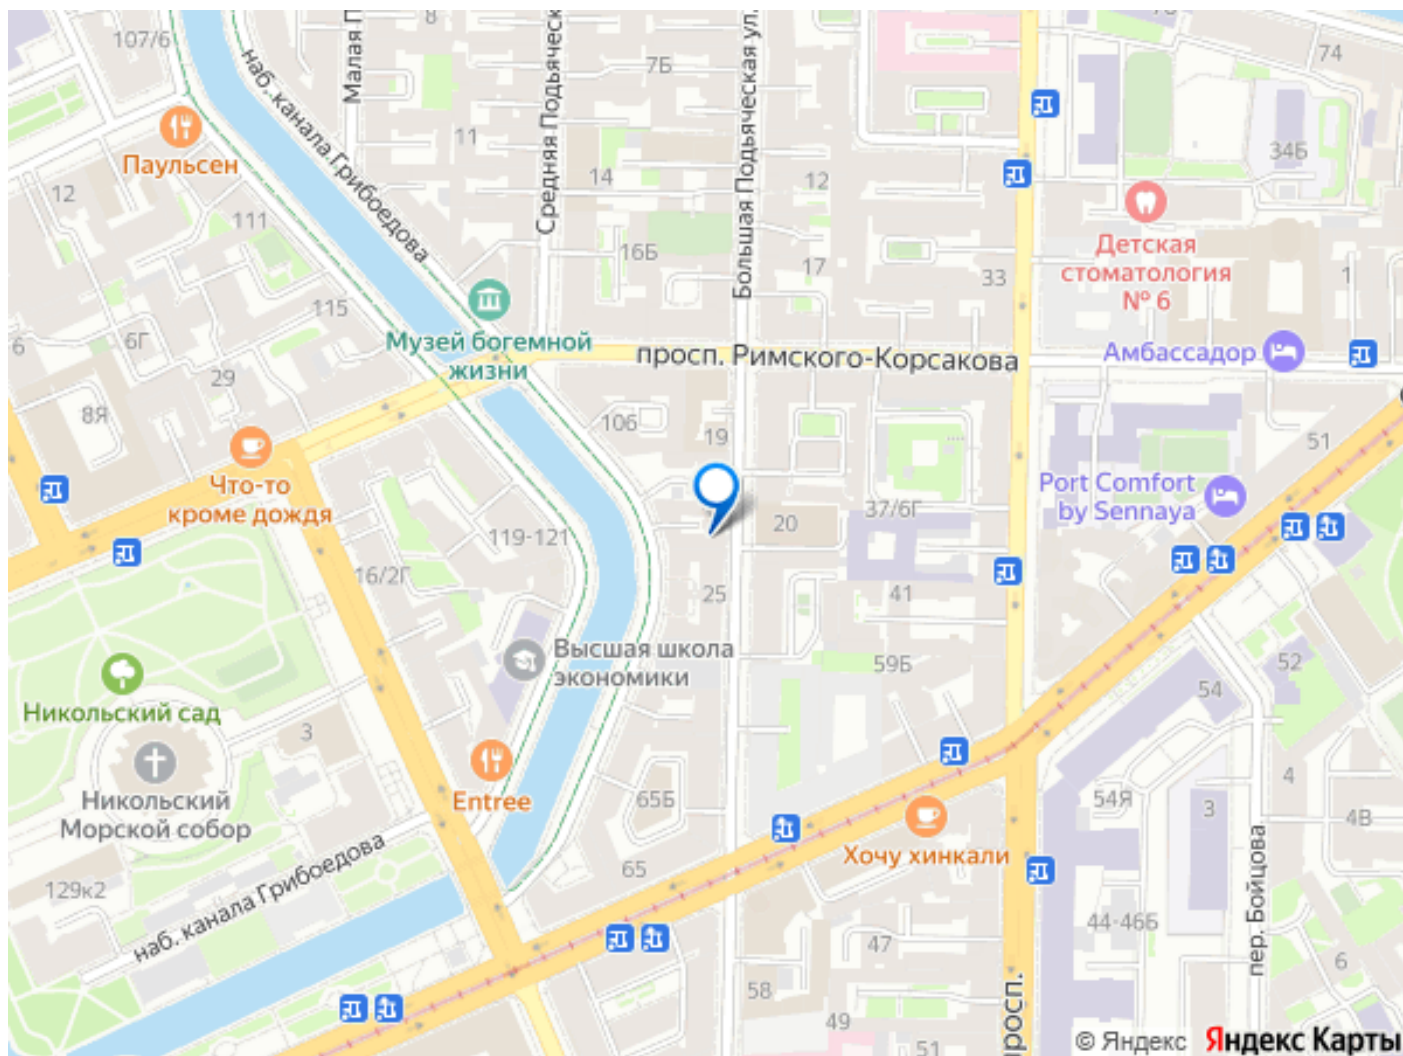 107/6
8
Малая П
Средняя Подьяческ
Большая Подьяческая ул.
7Б
74
наб. канала Грибоедова
Паульсен
11
34Б
12
14
12
111
16Б
17
33
1
Детская
стоматология
№ 6
115
6Г
6
Музей богемной
жизни
просп. Римского-Корсакова
Амбассадор
29
8Я
106
19
51
Что-то
кроме дождя
Port Comfort
by Sennaya
37/6Г
20
119-121
16/2Г
25
41
Высшая школа
экономики
59Б
52
54
Никольский сад
3
Никольский
Морской собор
Entree
65Б
54Я
3
4
4В
Хочу хинкали
65
129к2
наб. канала Грибоедова
пер. Бойцова
44-46Б
47
6
58
49
просп.
51
© Яндекс Яндекс Карты